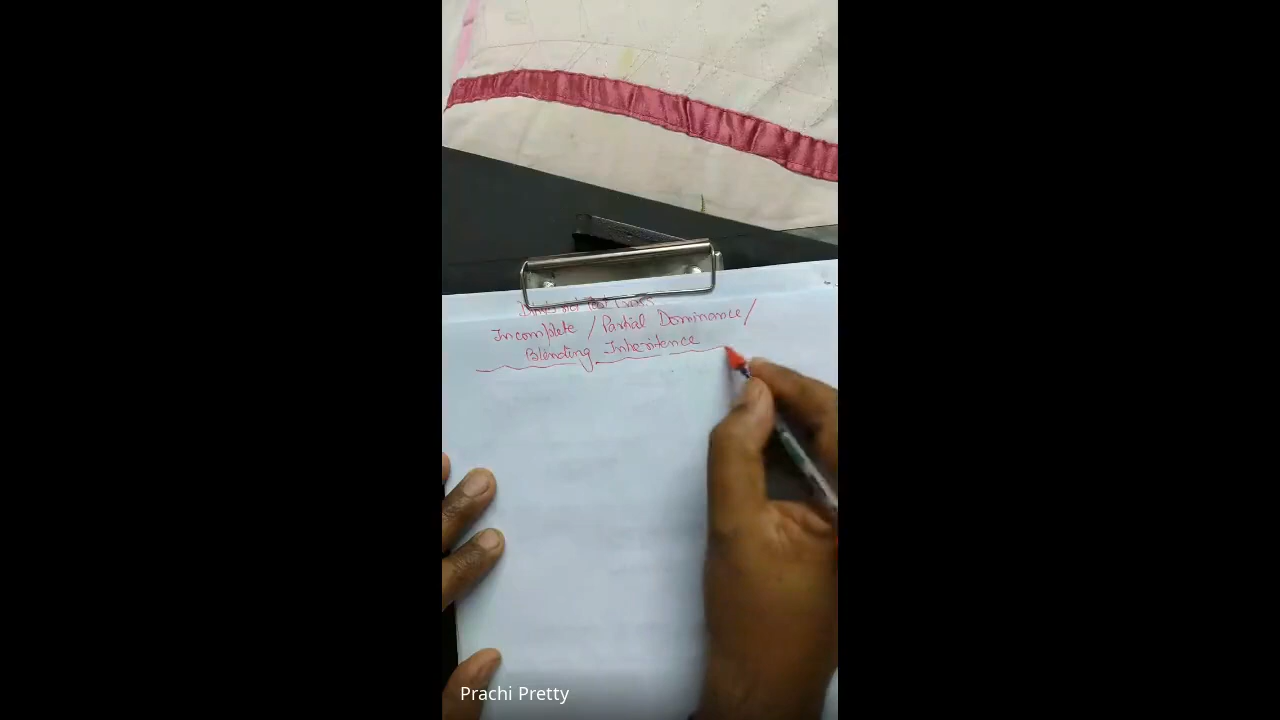 Incomplete / Partial Dominance /
Blending Inheritence
Prachi Pretty